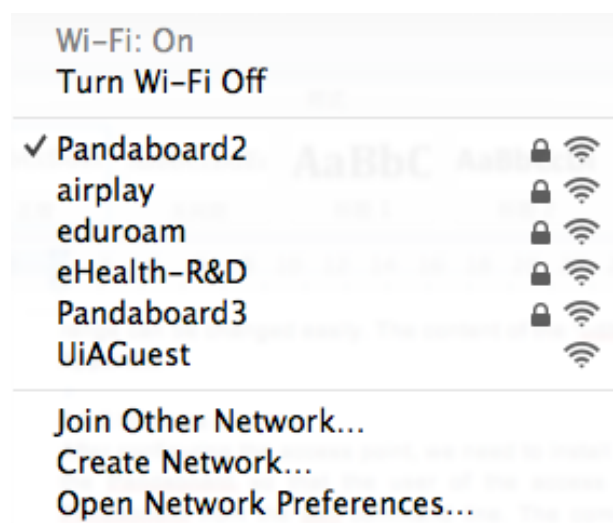 Wi-Fi: On
Turn Wi-Fi Off
✓ Pandaboard2
airplay
eduroam
eHealth-R&D
Pandaboard3
UiAGuest
Join Other Network...
Create Network...
Open Network Preferences...
AaBbC